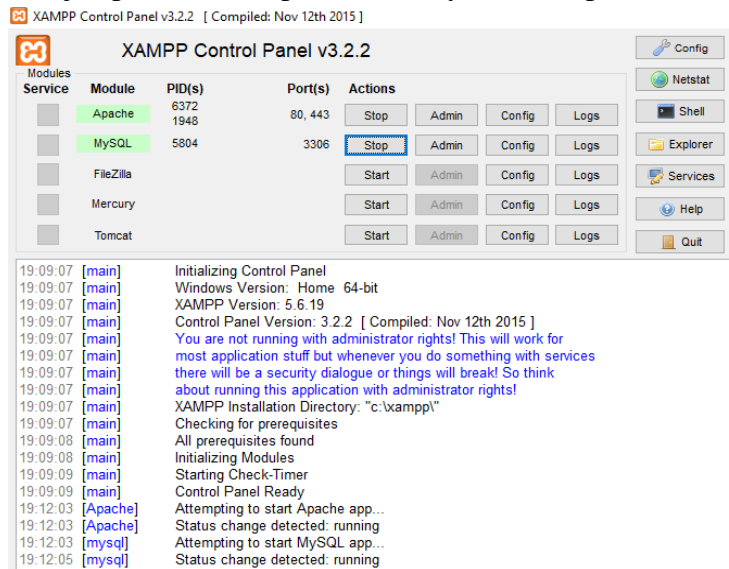 XAMPP Control Panel v3.2.2 [ Compiled: Nov 12th 2015 ]
XAMPP Control Panel v3.2.2
Config
Modules
Service Module PID(s) Port(s) Actions
Netstat
Apache 6372 1948 80, 443 Stop Admin Config Logs
Shell
MySQL 5804 3306 Stop Admin Config Logs
Explorer
FileZilla Start Admin Config Logs
Services
Mercury Start Admin Config Logs
Help
Tomcat Start Admin Config Logs
Quit
19:09:07 [main] Initializing Control Panel
19:09:07 [main] Windows Version: Home 64-bit
19:09:07 [main] XAMPP Version: 5.6.19
19:09:07 [main] Control Panel Version: 3.2.2 [ Compiled: Nov 12th 2015 ]
19:09:07 [main] You are not running with administrator rights! This will work for
19:09:07 [main] most application stuff but whenever you do something with services
19:09:07 [main] there will be a security dialogue or things will break! So think
19:09:07 [main] about running this application with administrator rights!
19:09:07 [main] XAMPP Installation Directory: "c:\xampp\"
19:09:07 [main] Checking for prerequisites
19:09:08 [main] All prerequisites found
19:09:08 [main] Initializing Modules
19:09:09 [main] Starting Check-Timer
19:09:09 [main] Control Panel Ready
19:12:03 [Apache] Attempting to start Apache app...
19:12:03 [Apache] Status change detected: running
19:12:03 [mysql] Attempting to start MySQL app...
19:12:05 [mysql] Status change detected: running